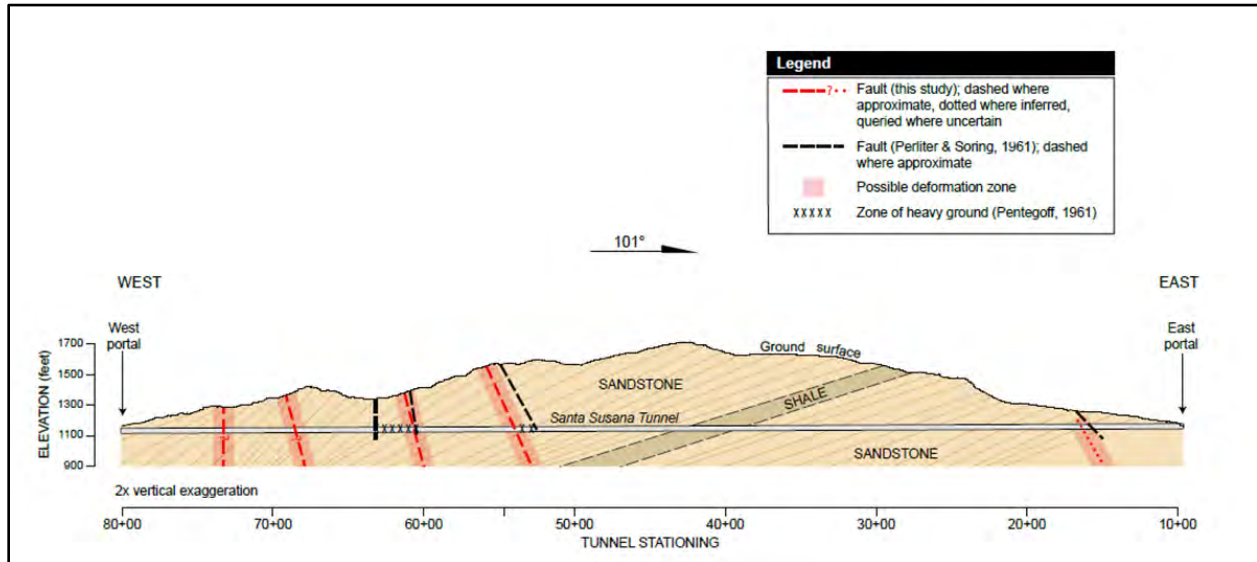 Legend
Fault (this study); dashed where
approximate, dotted where inferred,
queried where uncertain
Fault (Perliter & Soring, 1961); dashed
where approximate
Possible deformation zone
XXXXX Zone of heavy ground (Pentegoff, 1961)
101°
WEST
EAST
West
portal
East
portal
ELEVATION (feet)
1700
1500
1300
1100
900
Ground surface
SANDSTONE
SHALE
Santa Susana Tunnel
XXXXX
XX
SANDSTONE
2x vertical exaggeration
80+00 70+00 60+00 50+00 40+00 30+00 20+00 10+00
TUNNEL STATIONING